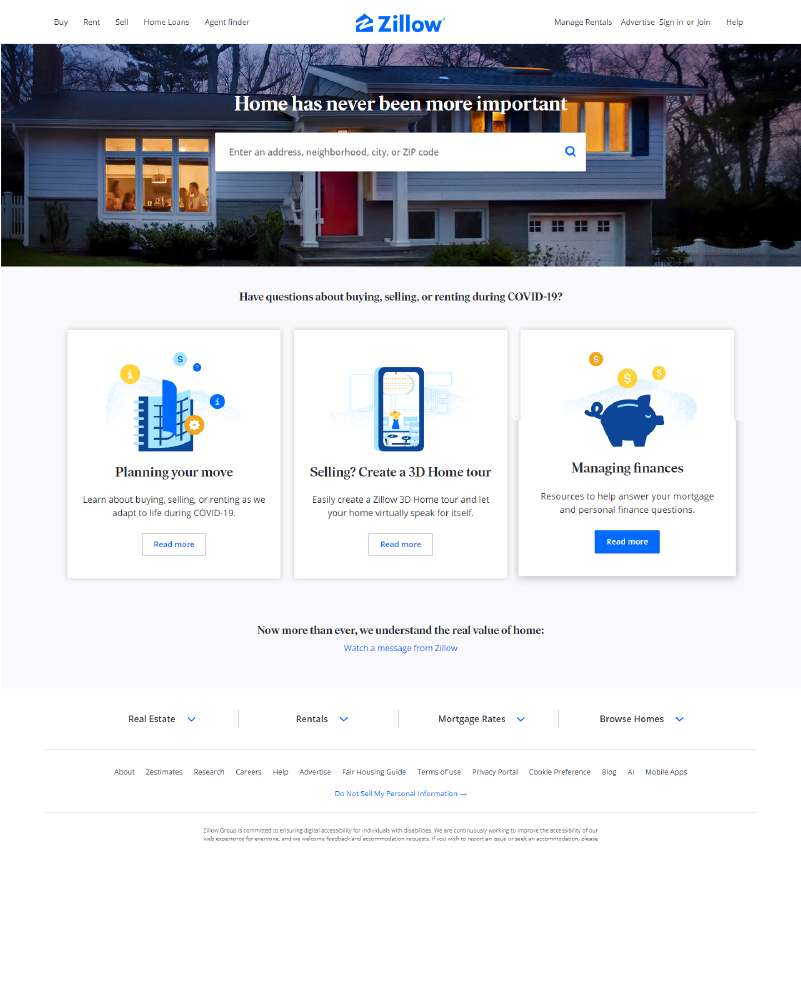 Buy Rent Sell Home Loans Agent finder Zillow Manage Rentals Advertise Sign in or Join Help
Home has never been more important
Enter an address, neighborhood, city, or ZIP code
Have questions about buying, selling, or renting during COVID-19?
Planning your move
Learn about buying, selling, or renting as we
adapt to life during COVID-19.
Read more
Selling? Create a 3D Home tour
Easily create a Zillow 3D Home tour and let
your home virtually speak for itself.
Read more
Managing finances
Resources to help answer your mortgage
and personal finance questions.
Read more
Now more than ever, we understand the real value of home:
Watch a message from Zillow
Real Estate Rentals Mortgage Rates Browse Homes
About Zestimates Research Careers Help Advertise Fair Housing Guide Terms of use Privacy Portal Cookie Preference Blog AI Mobile Apps
Do Not Sell My Personal Information →
Zillow Group is committed to ensuring digital accessibility for individuals with disabilities. We are continuously working to improve the accessibility of our
web experience for everyone, and we welcome feedback and accommodation requests. If you wish to report an issue or seek an accommodation, please